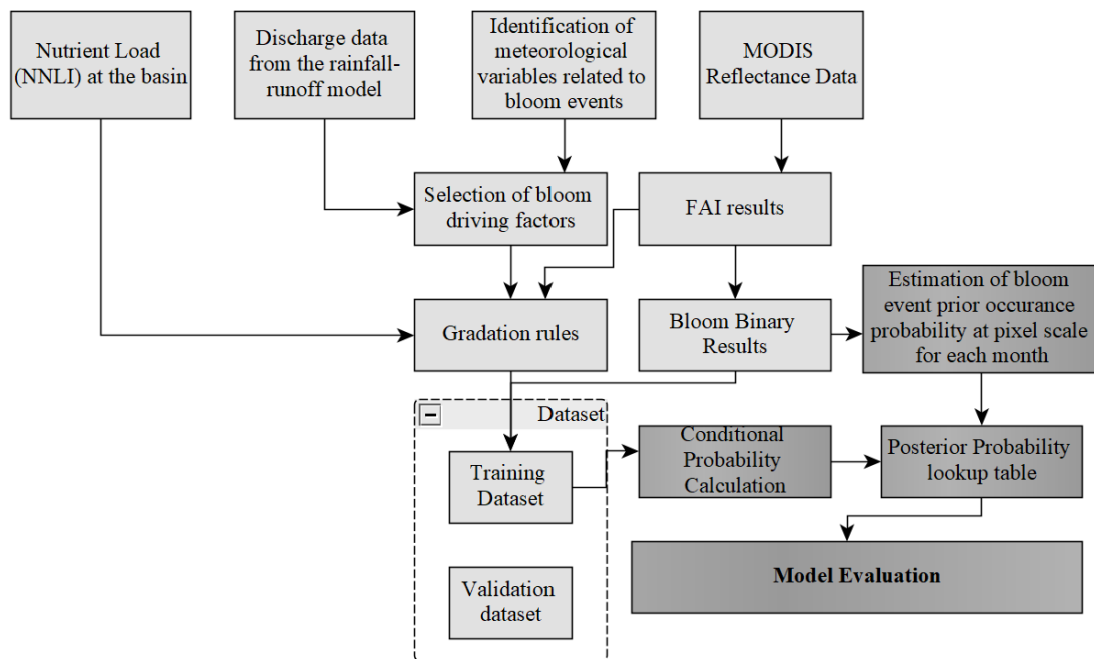 Nutrient Load
(NNLI) at the basin
Discharge data
from the rainfall-
runoff model
Identification of
meteorological
variables related to
bloom events
MODIS
Reflectance Data
Selection of bloom
driving factors
FAI results
Gradation rules
Bloom Binary
Results
Estimation of bloom
event prior occurance
probability at pixel scale
for each month
Dataset
Training
Dataset
Conditional
Probability
Calculation
Posterior Probability
lookup table
Validation
dataset
Model Evaluation